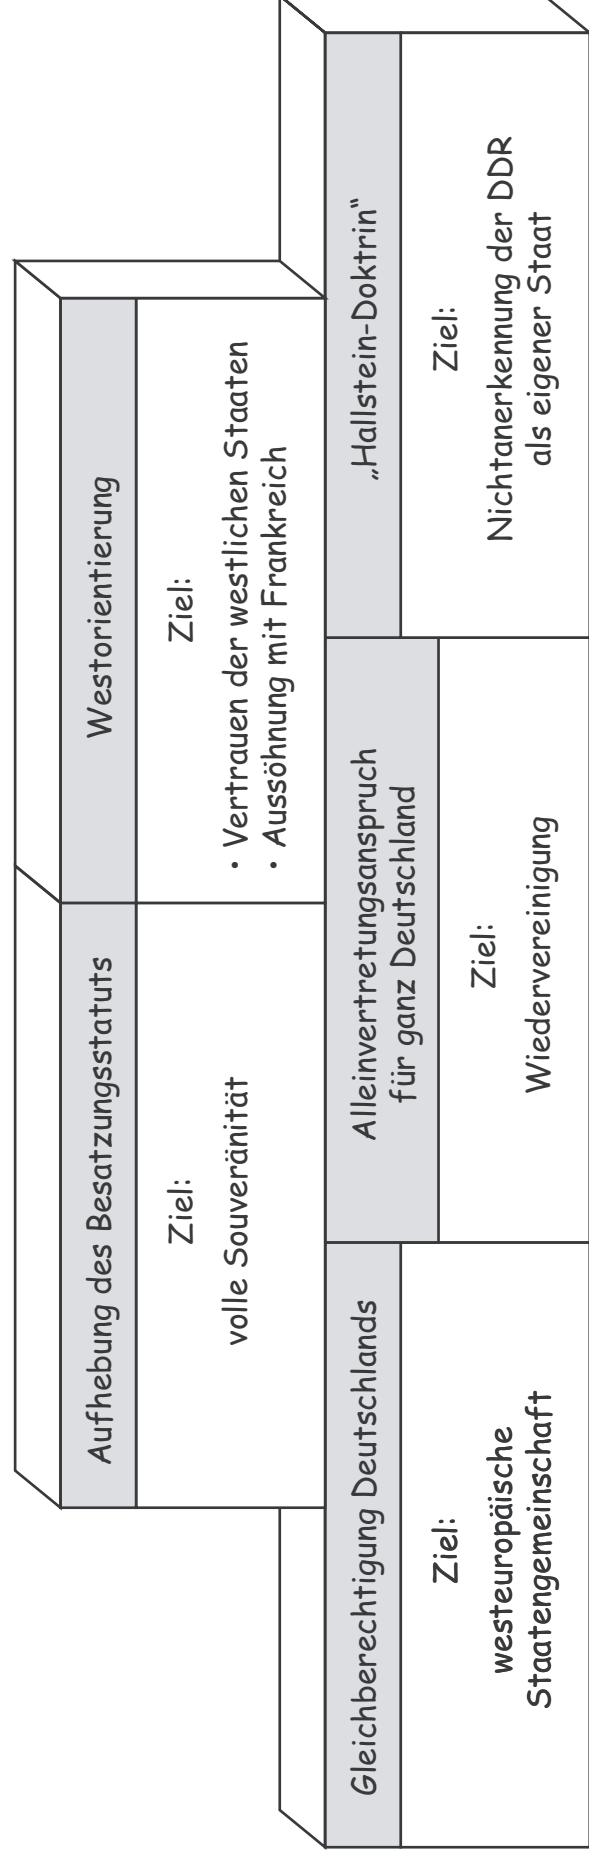 Aufhebung des Besatzungsstatuts
Ziel:
volle Souveränität
Westorientierung
Ziel:
· Vertrauen der westlichen Staaten
· Aussöhnung mit Frankreich
Gleichberechtigung Deutschlands
Ziel:
westeuropäische
Staatengemeinschaft
Alleinvertretungsanspruch
für ganz Deutschland
Ziel:
Wiedervereinigung
„Hallstein-Doktrin“
Ziel:
Nichtanerkennung der DDR
als eigener Staat